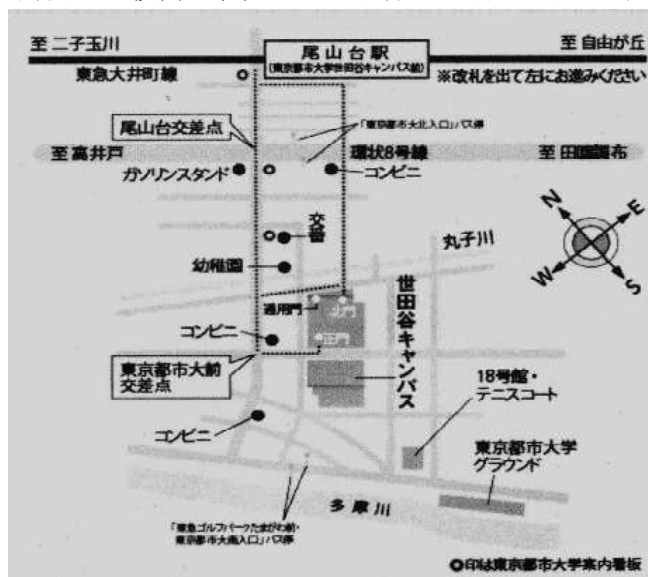 至 二子玉川
尾山台駅
(東京都市大学世田谷キャンパス前)
至 自由が丘
東急大井町線
※改札を出て左にお進みください
尾山台交差点
「東京都市大北入口」バス停
至 高井戸
環状8号線
至 田園調布
ガソリンスタンド
コンビニ
交番
幼稚園
丸子川
N
E
W
S
通用門
北門
世田谷キャンパス
コンビニ
正門
東京都市大前
交差点
18号館・
テニスコート
コンビニ
東京都市大学
グラウンド
多摩川
「東急ゴルフパークたまがわ前・
東京都市大南入口」バス停
◎印は東京都市大学案内看板